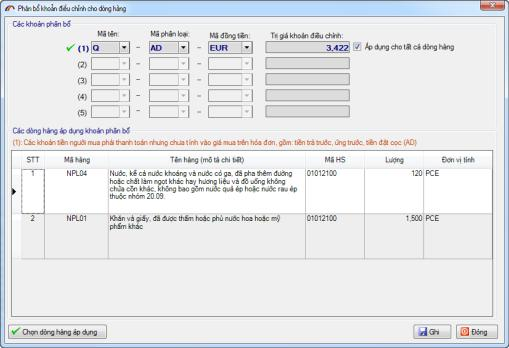 Phân bổ khoản điều chỉnh cho dòng hàng
Các khoản phân bổ
Mã tên: Mã phân loại: Mã đồng tiền: Trị giá khoản điều chỉnh:
(1) Q - AD - EUR 3,422 Áp dụng cho tất cả dòng hàng
(2) - -
(3) - -
(4) - -
(5) - -
Các dòng hàng áp dụng khoản phân bổ
(1): Các khoản tiền người mua phải thanh toán nhưng chưa tính vào giá mua trên hóa đơn, gồm: tiền trả trước, ứng trước, tiền đặt cọc (AD)
STT Mã hàng Tên hàng (mô tả chi tiết) Mã HS Lượng Đơn vị tính
1 NPL04 Nước, kể cả nước khoáng và nước có ga, đã pha thêm đường 01012100 120 PCE
hoặc chất làm ngọt khác hay hương liệu và đồ uống không
chứa cồn khác, không bao gồm nước quả ép hoặc nước rau ép
thuộc nhóm 20.09.
2 NPL01 Khăn và giấy, đã được thấm hoặc phủ nước hoa hoặc mỹ 01012100 1,500 PCE
phẩm khác
Chọn dòng hàng áp dụng Ghi Đóng